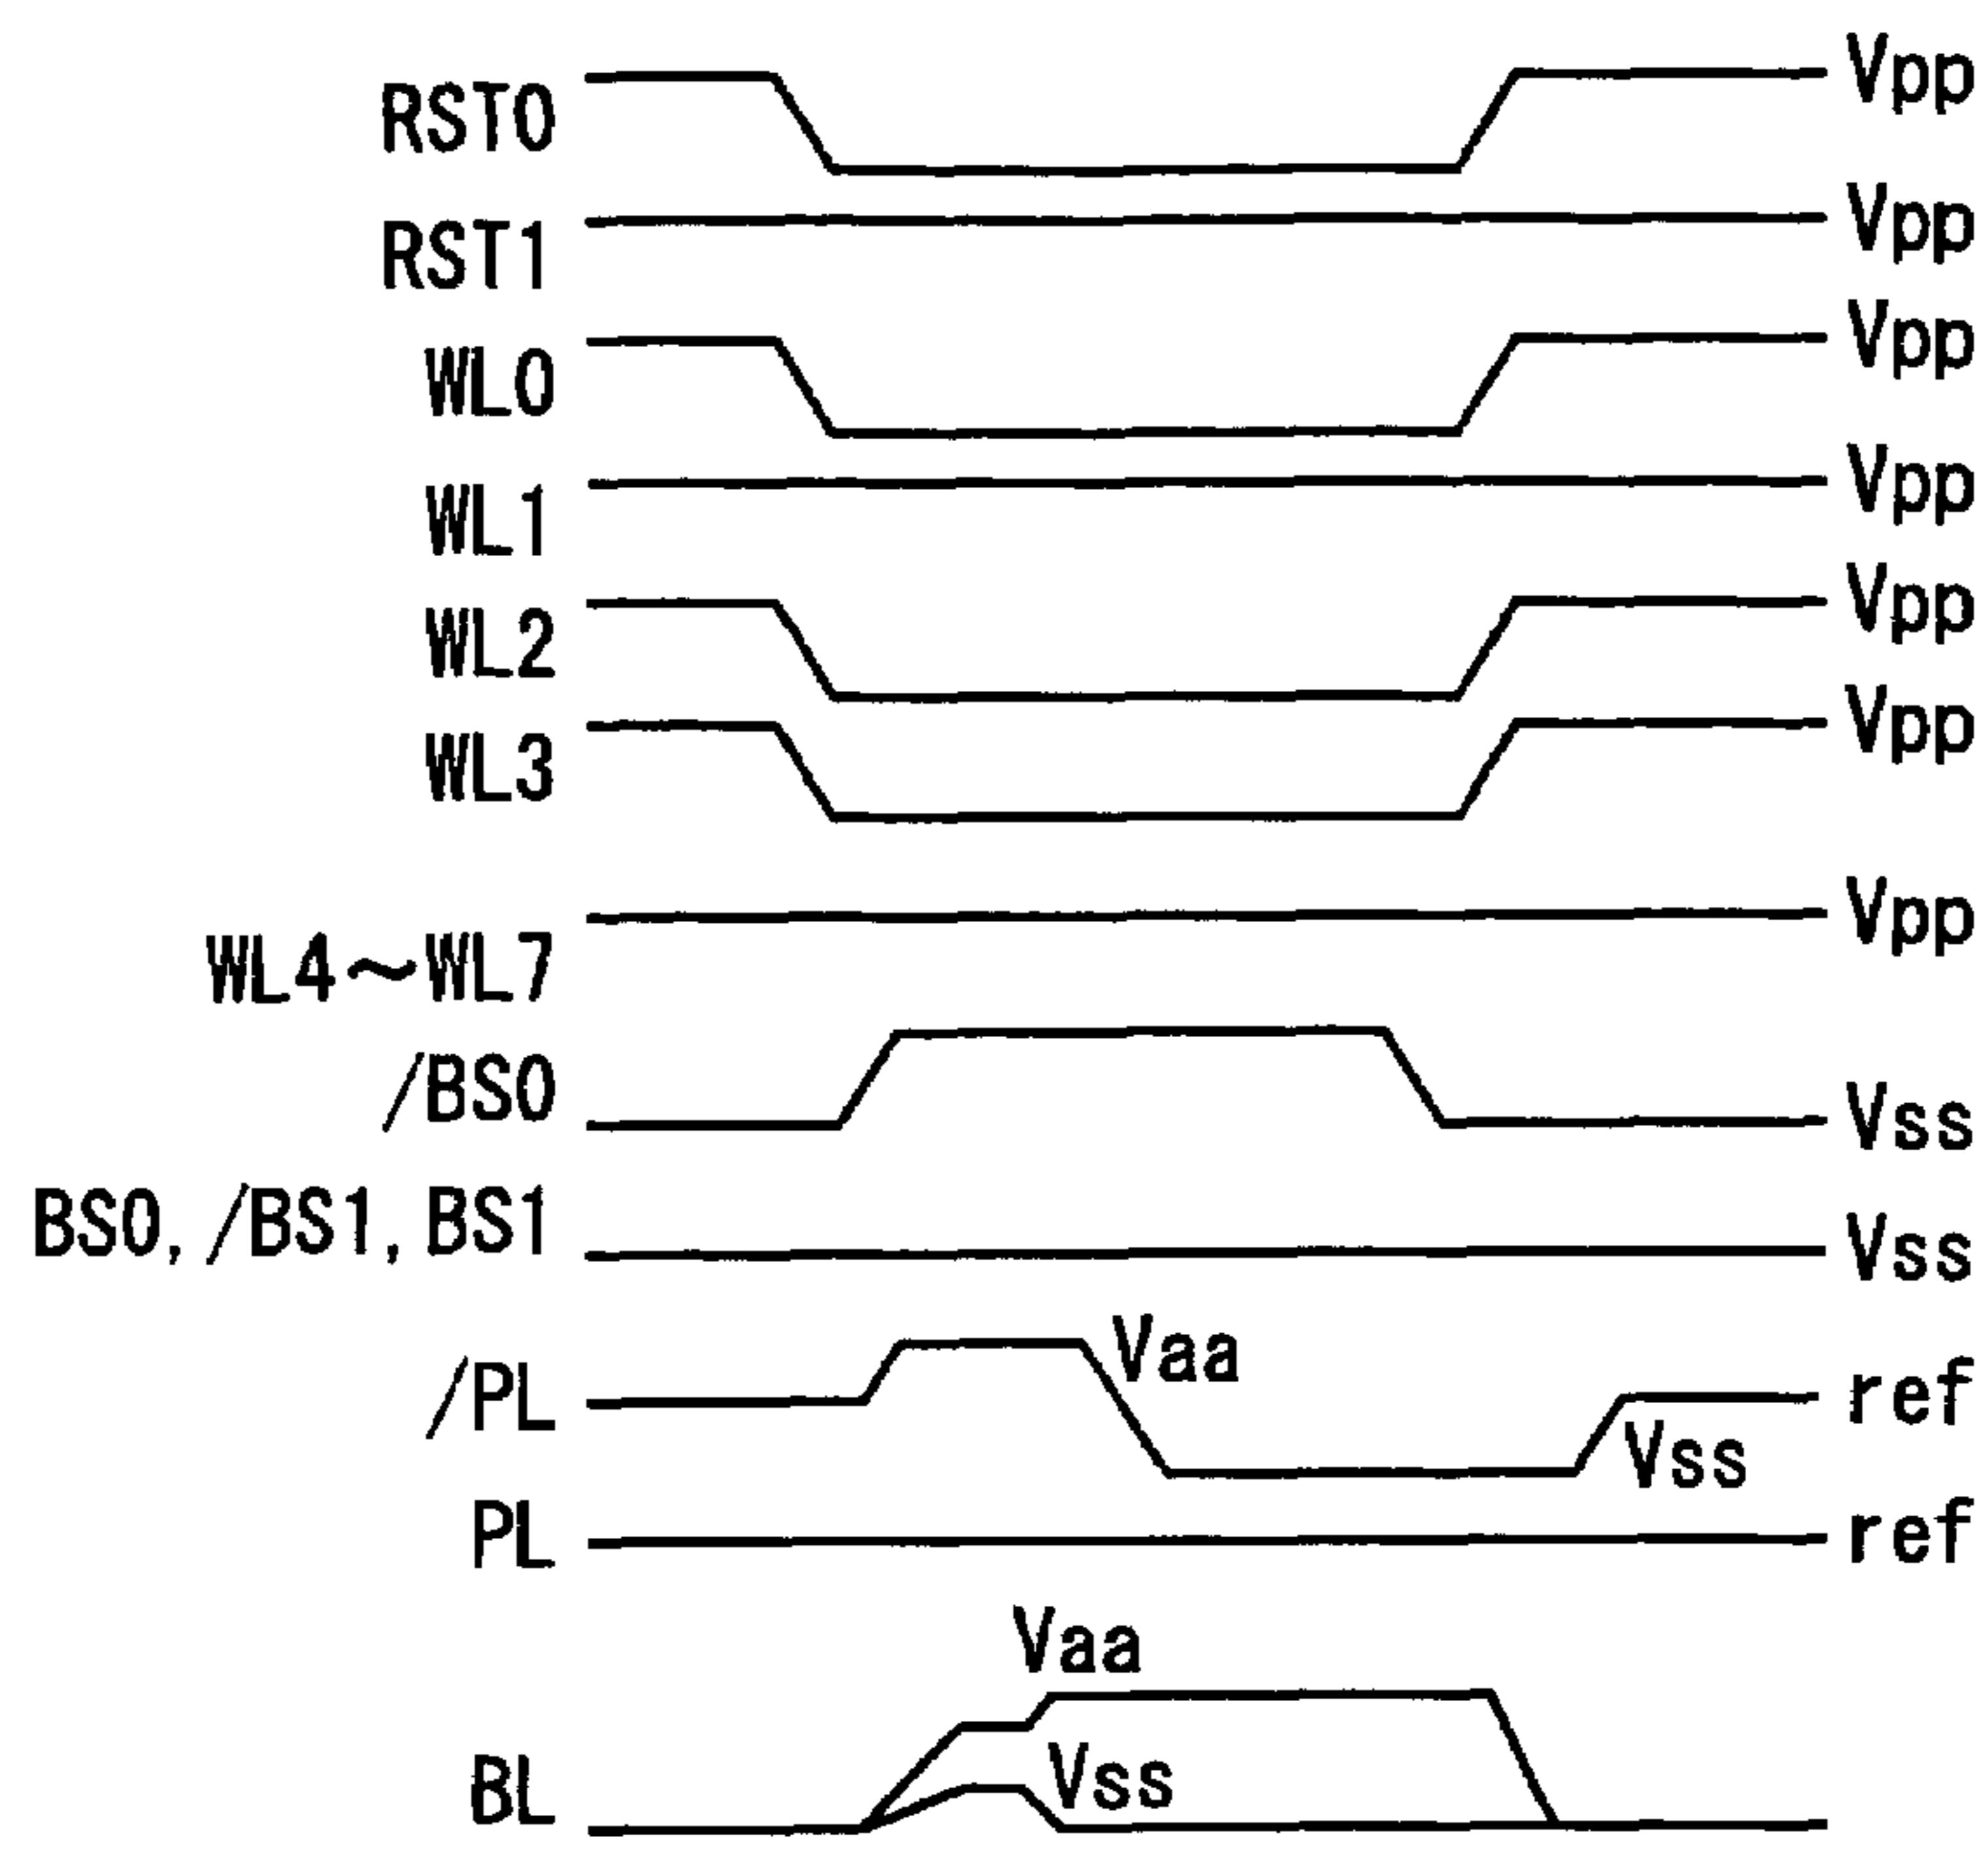 RST0 Vpp
RST1 Vpp
WL0 Vpp
WL1 Vpp
WL2 Vpp
WL3 Vpp
WL4～WL7 Vpp
/BS0 Vss
BS0,/BS1,BS1 Vss
/PL Vaa Vss ref
PL ref
Vaa
BL Vss